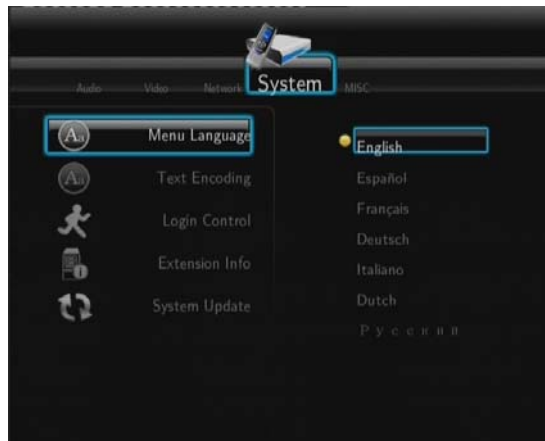 Audio Video Network System MISC
Menu Language
Text Encoding
Login Control
Extension Info
System Update
English
Español
Français
Deutsch
Italiano
Dutch
Русский